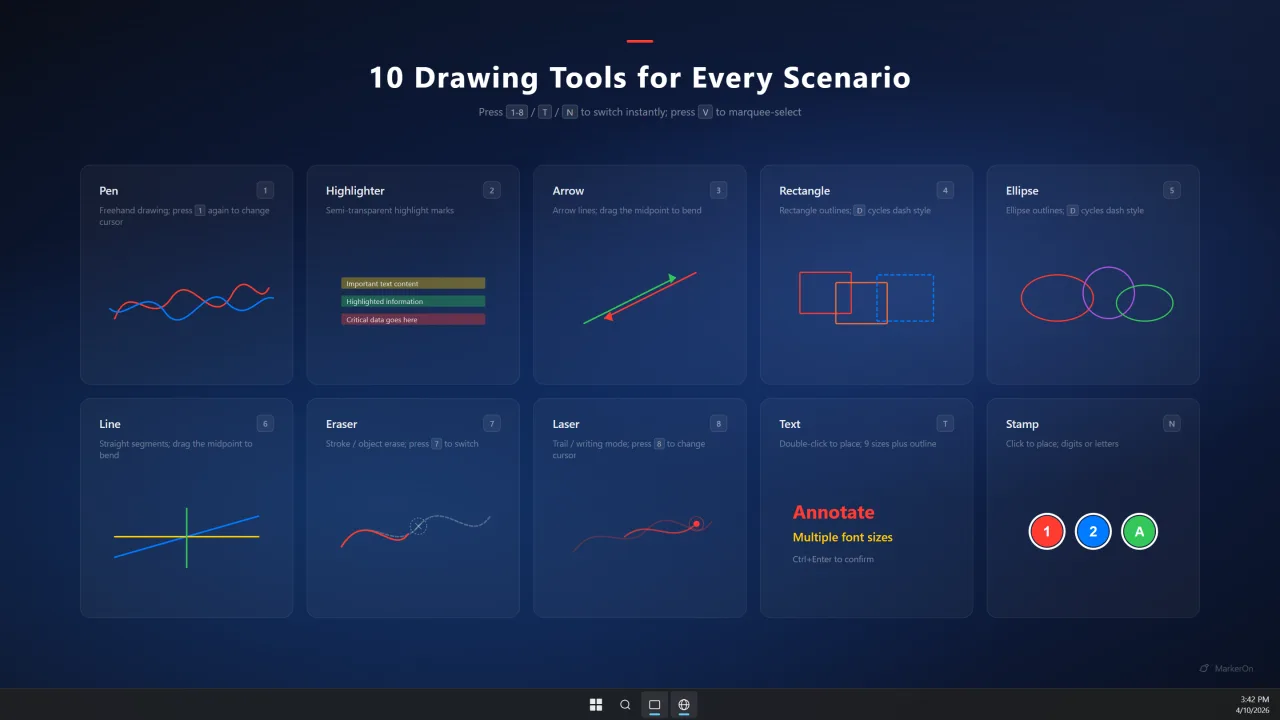 10 Drawing Tools for Every Scenario
Press 1-8 / T / N to switch instantly; press V to marquee-select
Pen 1
Freehand drawing; press 1 again to change
cursor
Highlighter 2
Semi-transparent highlight marks
Important text content
Highlighted information
Critical data goes here
Arrow 3
Arrow lines; drag the midpoint to bend
Rectangle 4
Rectangle outlines; D cycles dash style
Ellipse 5
Ellipse outlines; D cycles dash style
Line 6
Straight segments; drag the midpoint to
bend
Eraser 7
Stroke / object erase; press 7 to switch
Laser 8
Trail / writing mode; press 8 to change
cursor
Text T
Double-click to place; 9 sizes plus outline
Annotate
Multiple font sizes
Ctrl+Enter to confirm
Stamp N
Click to place; digits or letters
1 2 A
MarkerOn
3:42 PM
4/10/2026